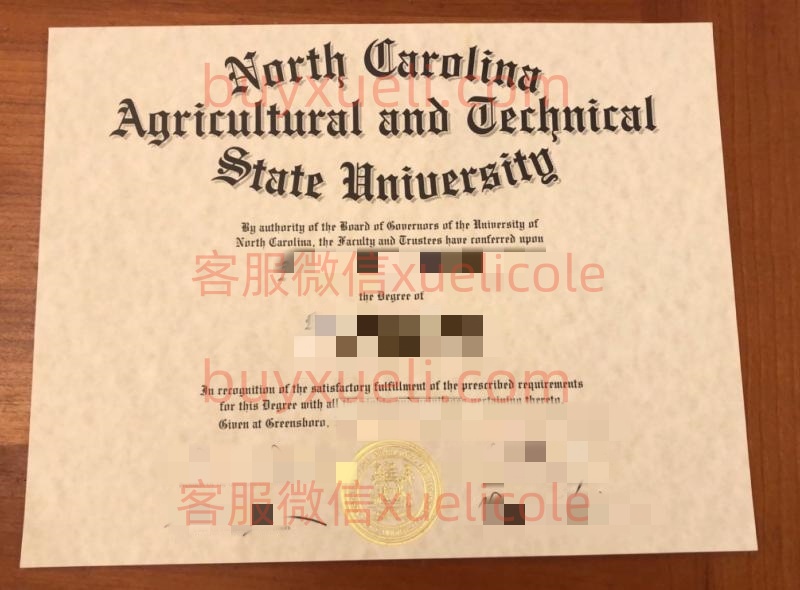 North Carolina
buyxueli.com
Agricultural and Technical
State University
By authority of the Board of Governors of the University of
North Carolina, the Faculty and Trustees have conferred upon
客服微信xuelicole
the Degree of
buyxueli.com
In recognition of the satisfactory fulfillment of the prescribed requirements
for this Degree with all pertaining thereto.
Given at Greensboro,
客服微信xuelicole